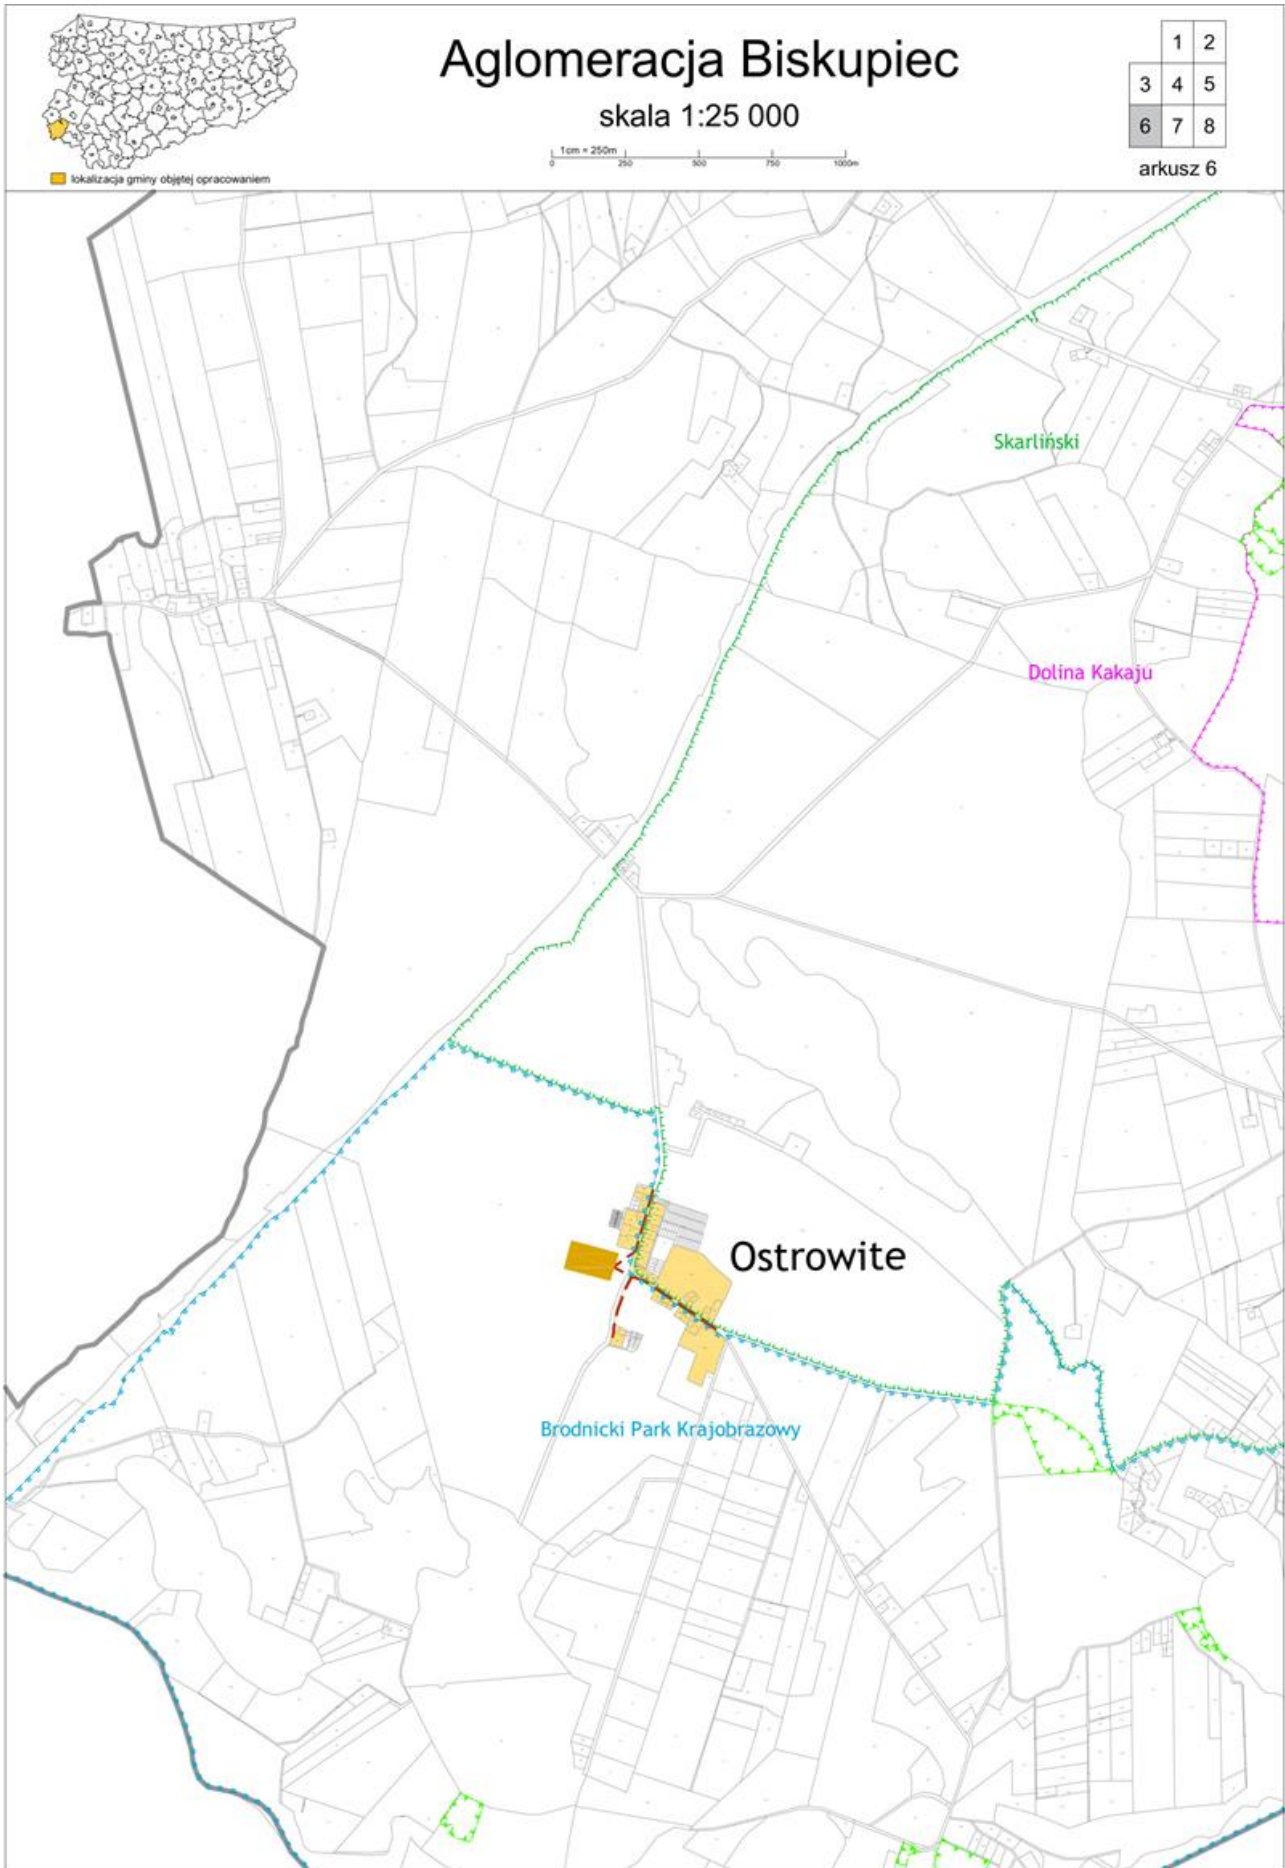 Aglomeracja Biskupiec
skala 1:25 000
1cm = 250m
0 250 500 750 1000m
lokalizacja gminy objętej opracowaniem
1 2
3 4 5
6 7 8
arkusz 6
Skarliński
Dolina Kakaju
Ostrowite
Brodnicki Park Krajobrazowy